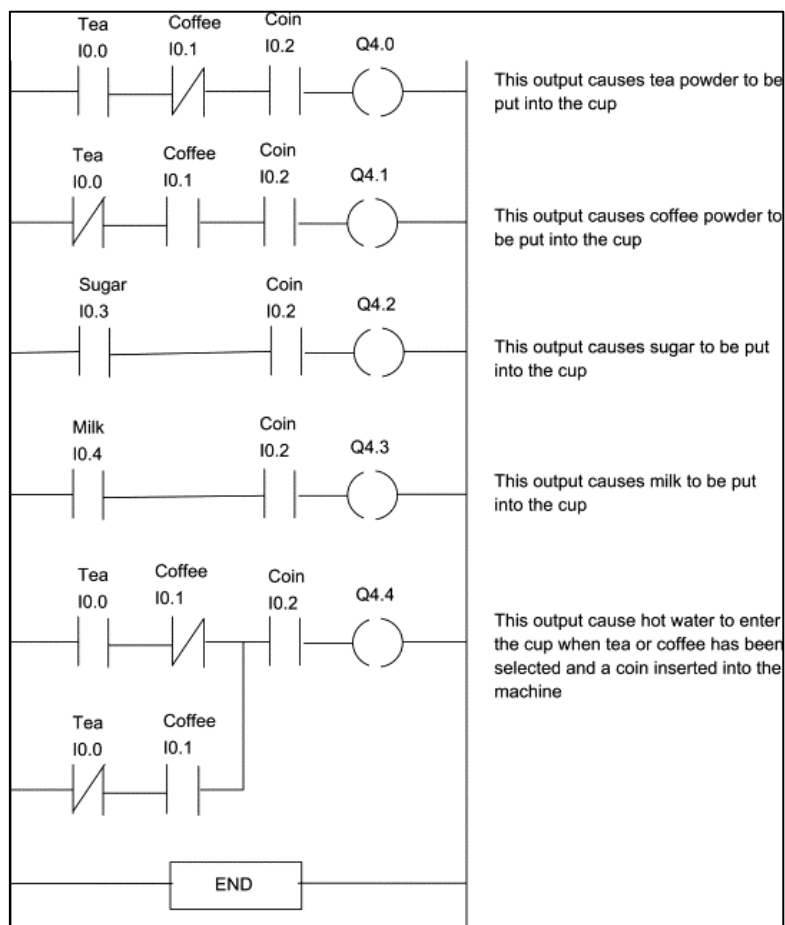 Tea Coffee Coin
I0.0 I0.1 I0.2 Q4.0
This output causes tea powder to be
put into the cup
Tea Coffee Coin
I0.0 I0.1 I0.2 Q4.1
This output causes coffee powder to
be put into the cup
Sugar Coin
I0.3 I0.2 Q4.2
This output causes sugar to be put
into the cup
Milk Coin
I0.4 I0.2 Q4.3
This output causes milk to be put
into the cup
Tea Coffee Coin
I0.0 I0.1 I0.2 Q4.4
This output cause hot water to enter
the cup when tea or coffee has been
selected and a coin inserted into the
machine
Tea Coffee
I0.0 I0.1
END